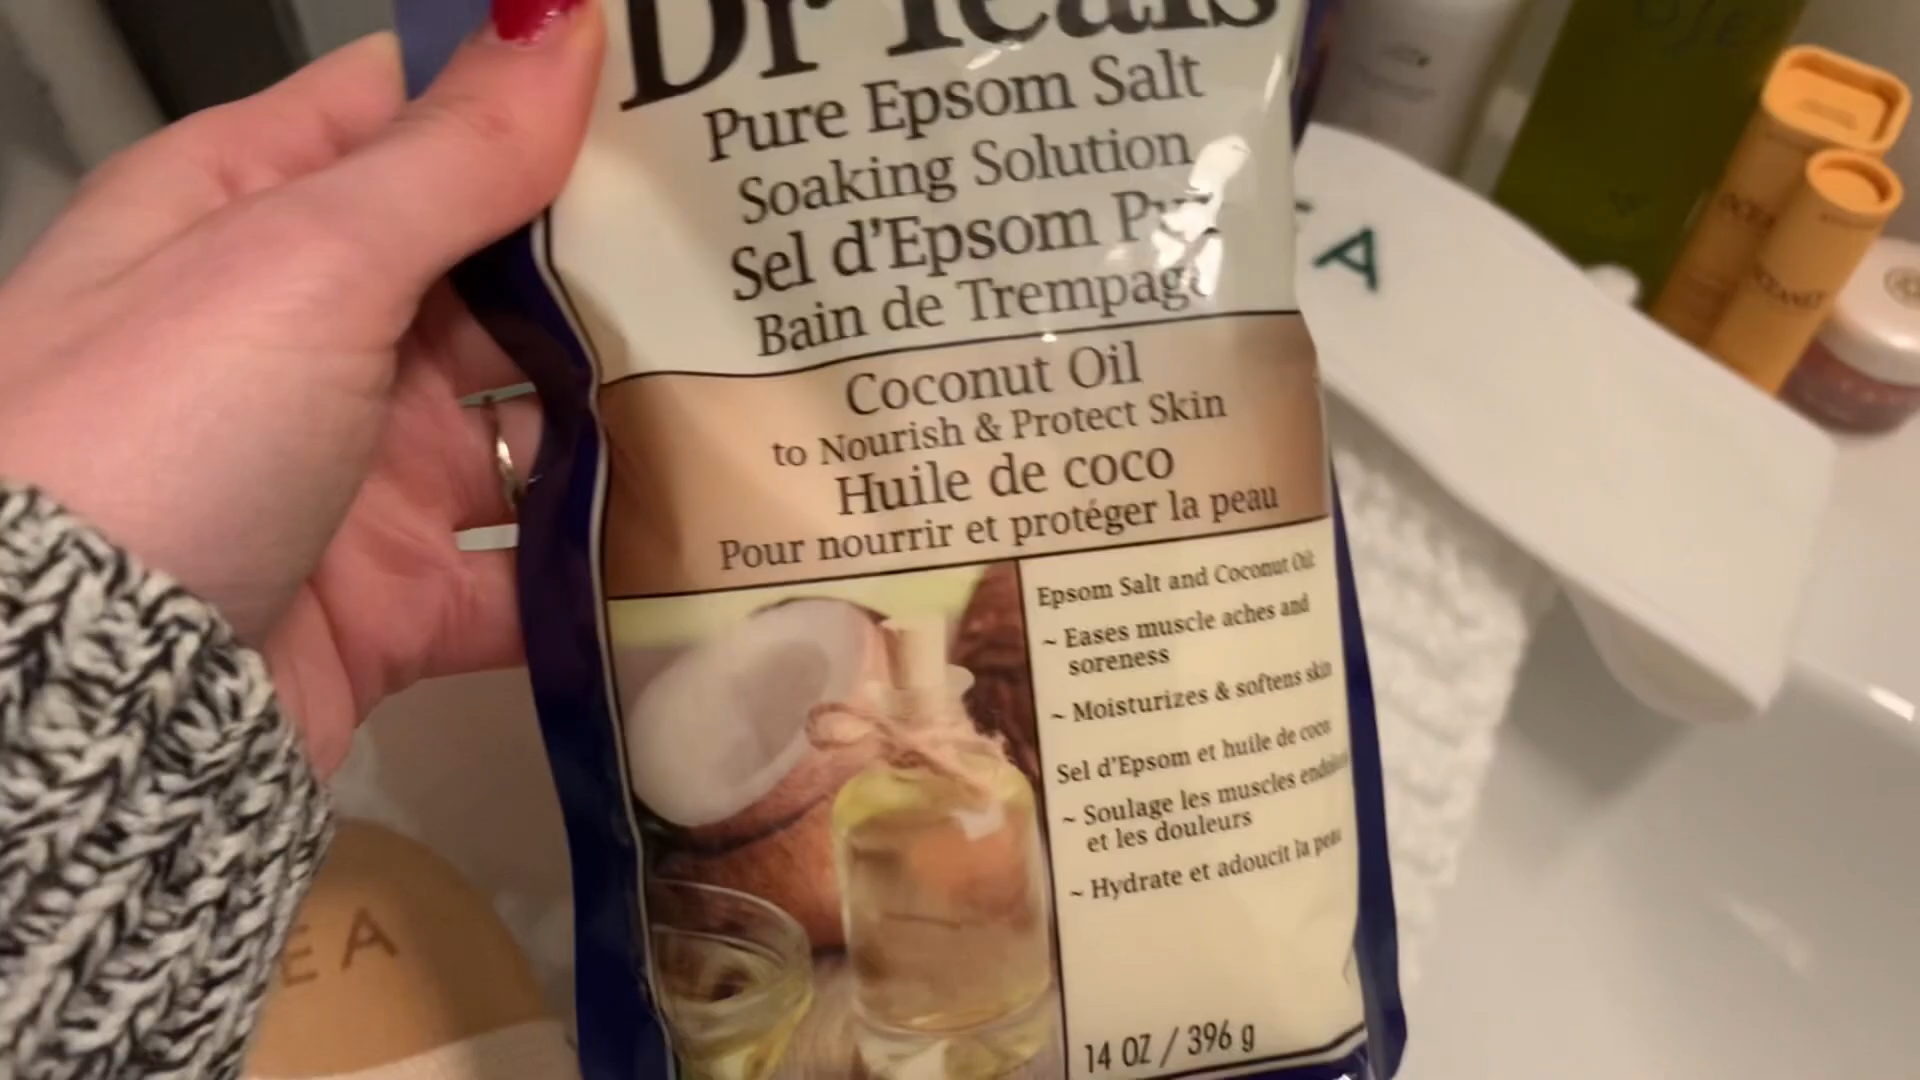 Dr Teals
Pure Epsom Salt
Soaking Solution
Sel d'Epsom Pur
Bain de Trempage
Coconut Oil
to Nourish & Protect Skin
Huile de coco
Pour nourrir et protéger la peau
Epsom Salt and Coconut Oil:
~ Eases muscle aches and
soreness
~ Moisturizes & softens skin
Sel d'Epsom et huile de coco
~ Soulage les muscles
et les douleurs
~ Hydrate et adoucit la peau
14 OZ / 396 g
EA
A